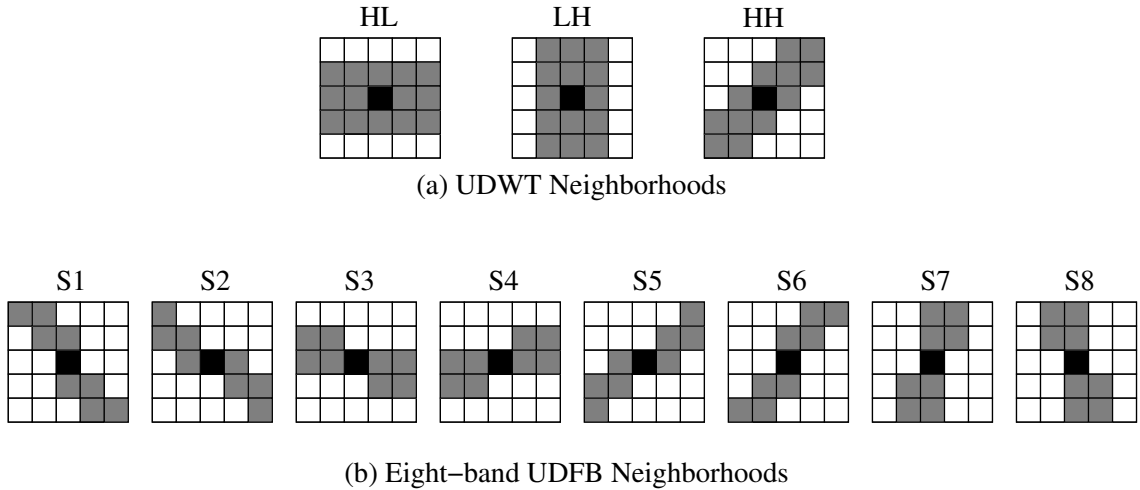 HL LH HH
(a) UDWT Neighborhoods
S1 S2 S3 S4 S5 S6 S7 S8
(b) Eight−band UDFB Neighborhoods